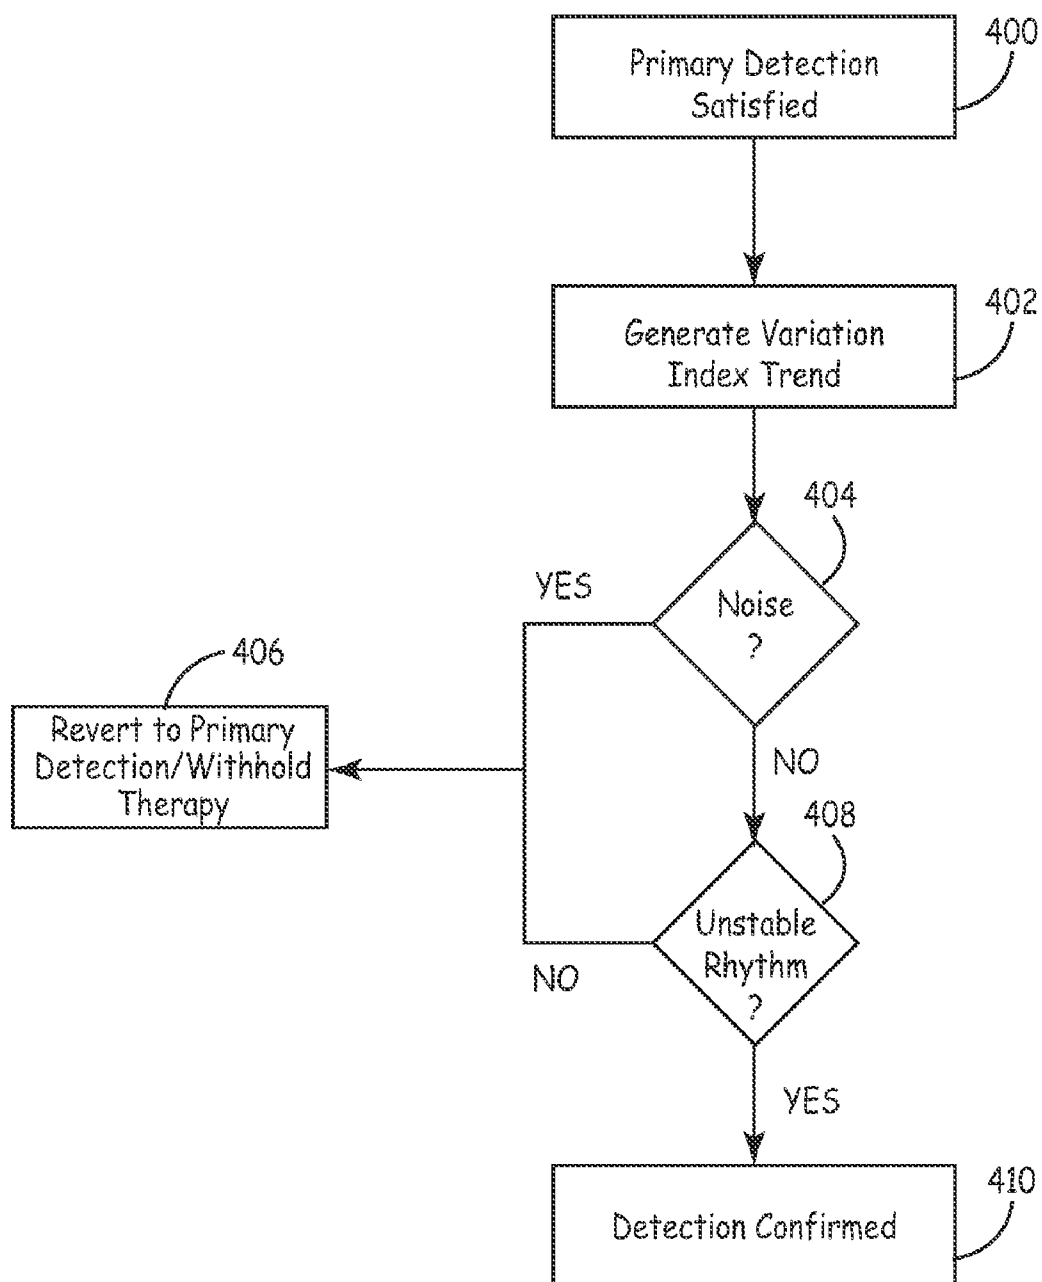 400
Primary Detection
Satisfied
402
Generate Variation
Index Trend
404
YES
Noise
?
406
Revert to Primary
Detection/Withhold
Therapy
NO
408
Unstable
Rhythm
?
NO
YES
410
Detection Confirmed